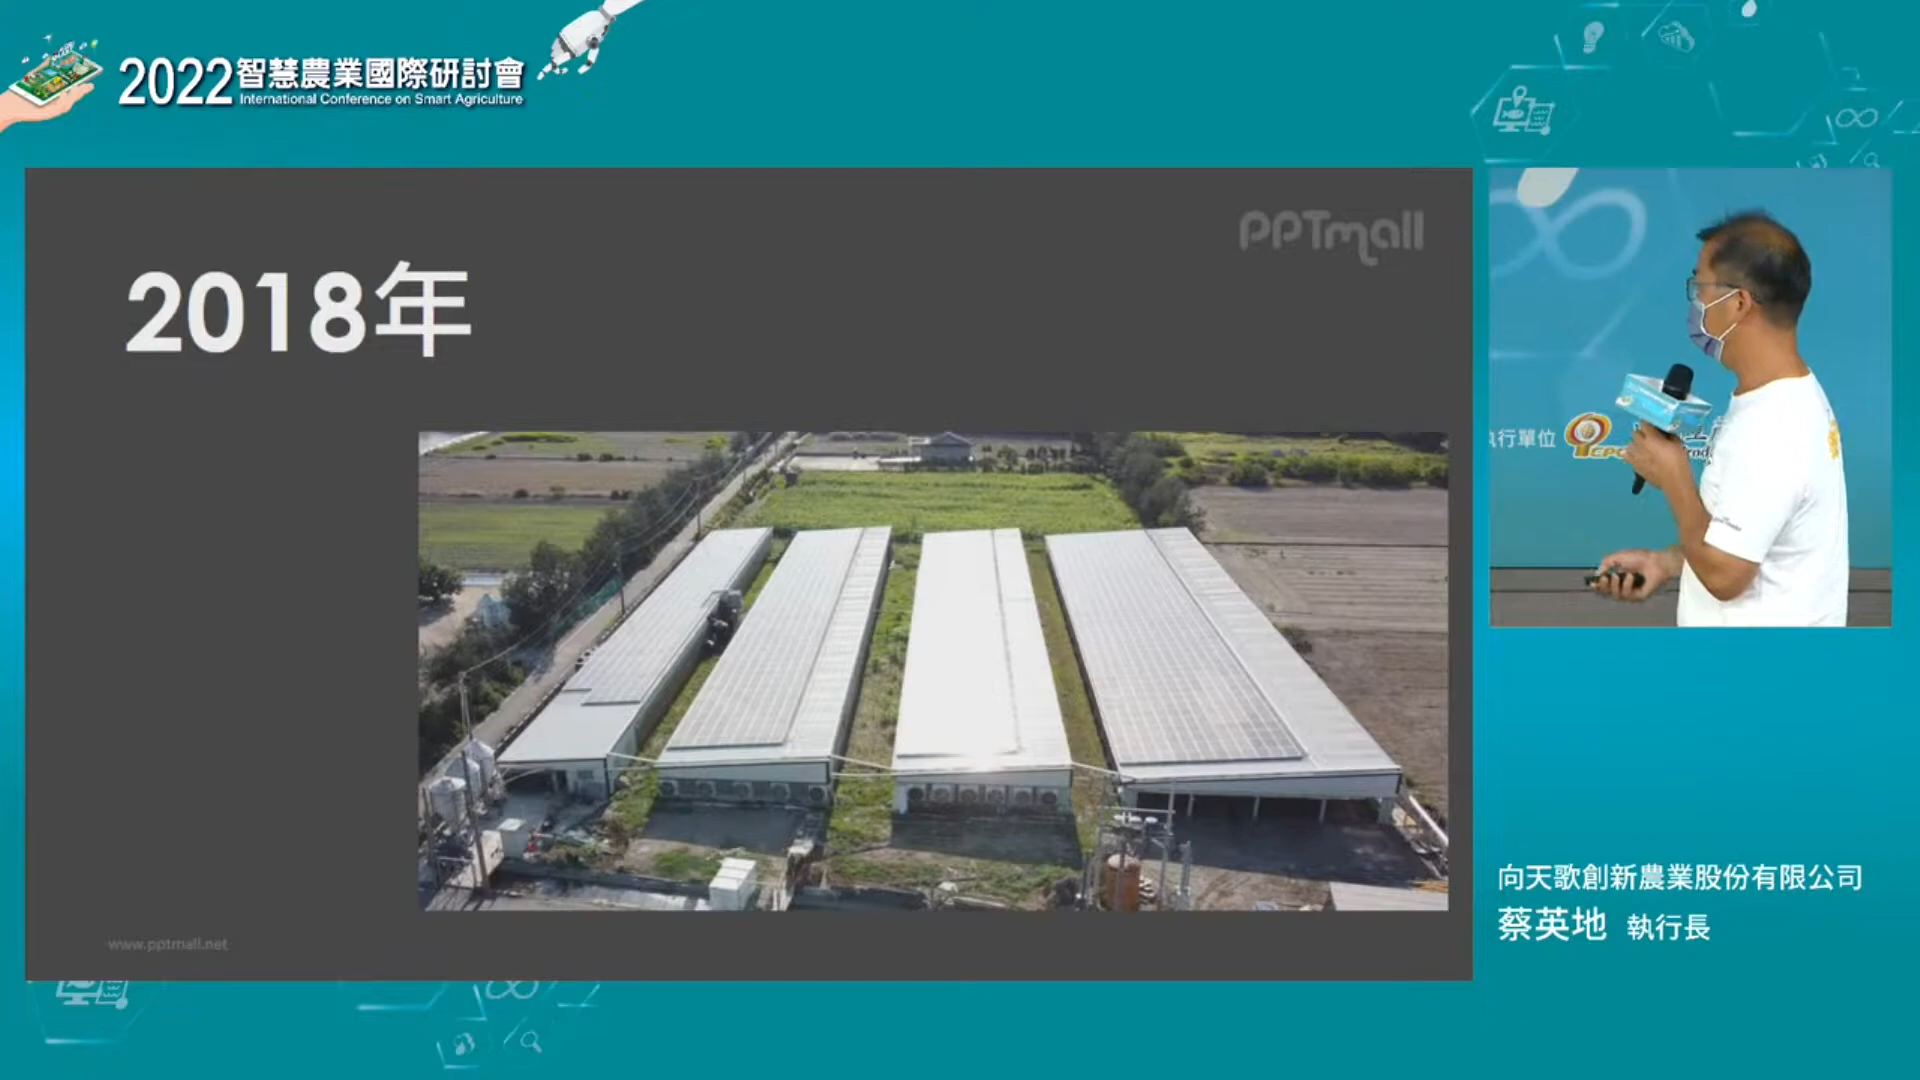 2022智慧農業國際研討會
International Conference on Smart Agriculture
PPTmall
2018年
執行單位
www.pptmall.net
向天歌創新農業股份有限公司
蔡英地 執行長